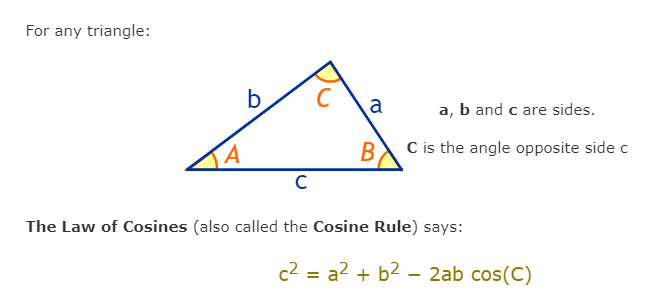 For any triangle:
b
C
a
a, b and c are sides.
A
B
C is the angle opposite side c
c
The Law of Cosines (also called the Cosine Rule) says:
c² = a² + b² − 2ab cos(C)